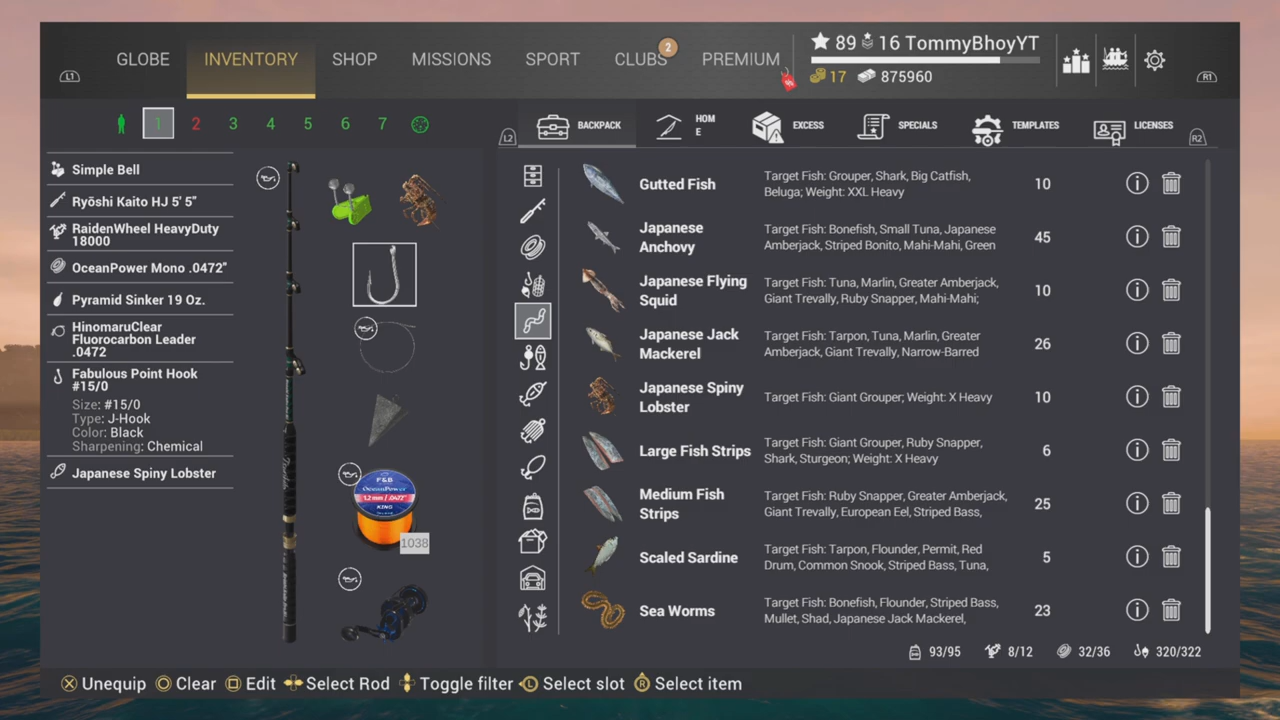 L1
GLOBE
INVENTORY
SHOP
MISSIONS
SPORT
CLUBS
2
PREMIUM
89 16 TommyBhoyYT
17 875960
R1
1
2
3
4
5
6
7
L2
BACKPACK
HOM
E
EXCESS
SPECIALS
TEMPLATES
LICENSES
R2
Simple Bell
Ryōshi Kaito HJ 5' 5"
RaidenWheel HeavyDuty
18000
OceanPower Mono .0472"
Pyramid Sinker 19 Oz.
HinomaruClear
Fluorocarbon Leader
.0472
Fabulous Point Hook
#15/0
Size: #15/0
Type: J-Hook
Color: Black
Sharpening: Chemical
Japanese Spiny Lobster
F&B
OceanPower
1.2 mm / .0472"
KING
1038
Gutted Fish
Target Fish: Grouper, Shark, Big Catfish,
Beluga; Weight: XXL Heavy
10
Japanese
Anchovy
Target Fish: Bonefish, Small Tuna, Japanese
Amberjack, Striped Bonito, Mahi-Mahi, Green
45
Japanese Flying
Squid
Target Fish: Tuna, Marlin, Greater Amberjack,
Giant Trevally, Ruby Snapper, Mahi-Mahi;
10
Japanese Jack
Mackerel
Target Fish: Tarpon, Tuna, Marlin, Greater
Amberjack, Giant Trevally, Narrow-Barred
26
Japanese Spiny
Lobster
Target Fish: Giant Grouper; Weight: X Heavy
10
Large Fish Strips
Target Fish: Giant Grouper, Ruby Snapper,
Shark, Sturgeon; Weight: X Heavy
6
Medium Fish
Strips
Target Fish: Ruby Snapper, Greater Amberjack,
Giant Trevally, European Eel, Striped Bass,
25
Scaled Sardine
Target Fish: Tarpon, Flounder, Permit, Red
Drum, Common Snook, Striped Bass, Tuna,
5
Sea Worms
Target Fish: Bonefish, Flounder, Striped Bass,
Mullet, Shad, Japanese Jack Mackerel,
23
93/95 8/12 32/36 320/322
Unequip Clear Edit Select Rod Toggle filter L Select slot R Select item